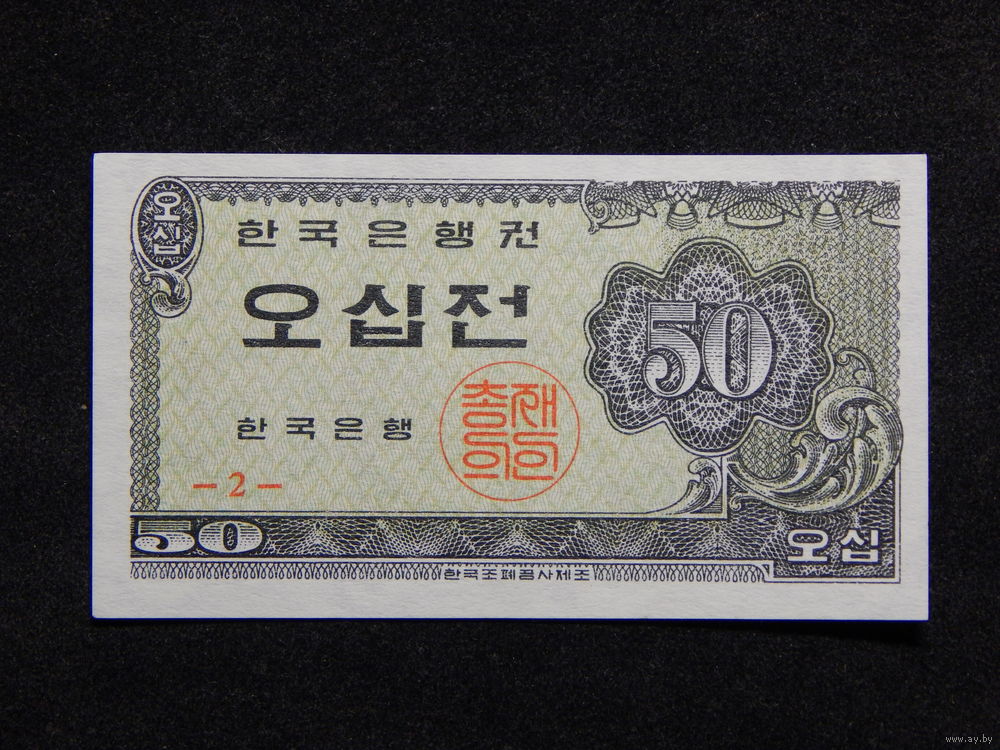 오십
한국은행권
오십전
50
한국은행
총재
의인
– 2 –
50
오십
한국조폐공사제조
www.ay.by